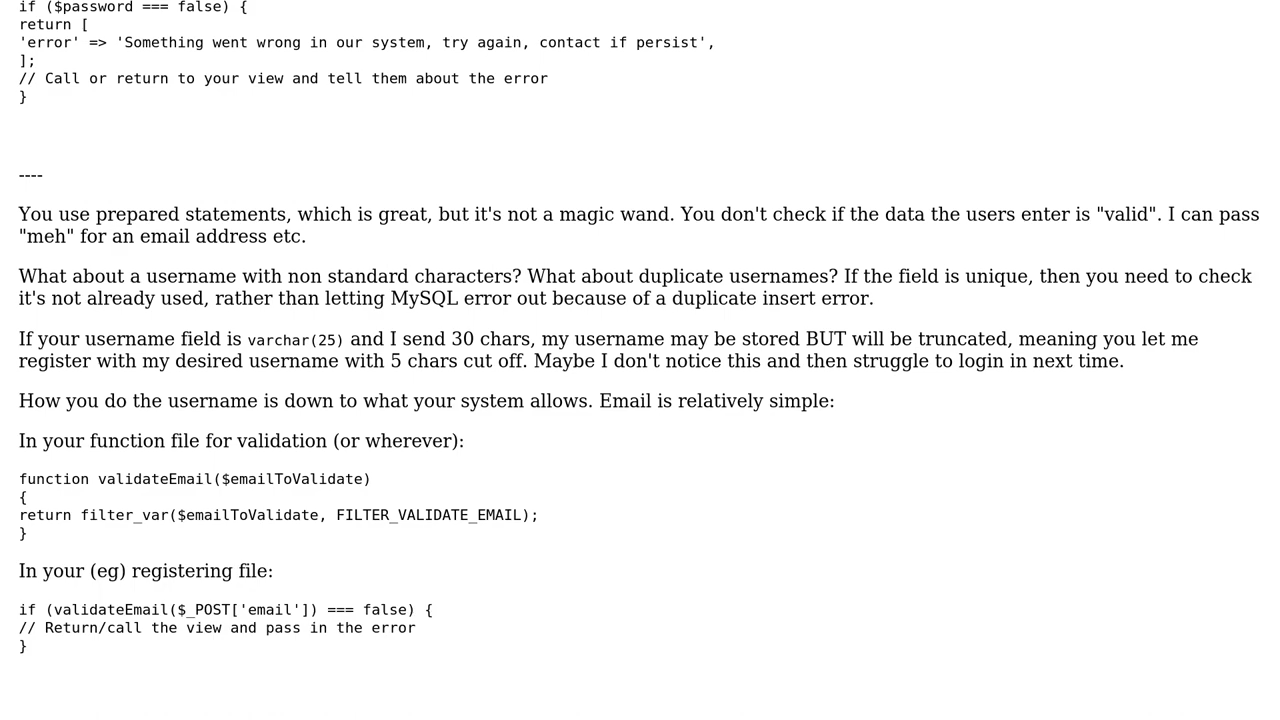 if ($password === false) {
return [
'error' => 'Something went wrong in our system, try again, contact if persist',
];
// Call or return to your view and tell them about the error
}
----
You use prepared statements, which is great, but it's not a magic wand. You don't check if the data the users enter is "valid". I can pass
"meh" for an email address etc.
What about a username with non standard characters? What about duplicate usernames? If the field is unique, then you need to check
it's not already used, rather than letting MySQL error out because of a duplicate insert error.
If your username field is varchar(25) and I send 30 chars, my username may be stored BUT will be truncated, meaning you let me
register with my desired username with 5 chars cut off. Maybe I don't notice this and then struggle to login in next time.
How you do the username is down to what your system allows. Email is relatively simple:
In your function file for validation (or wherever):
function validateEmail($emailToValidate)
{
return filter_var($emailToValidate, FILTER_VALIDATE_EMAIL);
}
In your (eg) registering file:
if (validateEmail($_POST['email']) === false) {
// Return/call the view and pass in the error
}